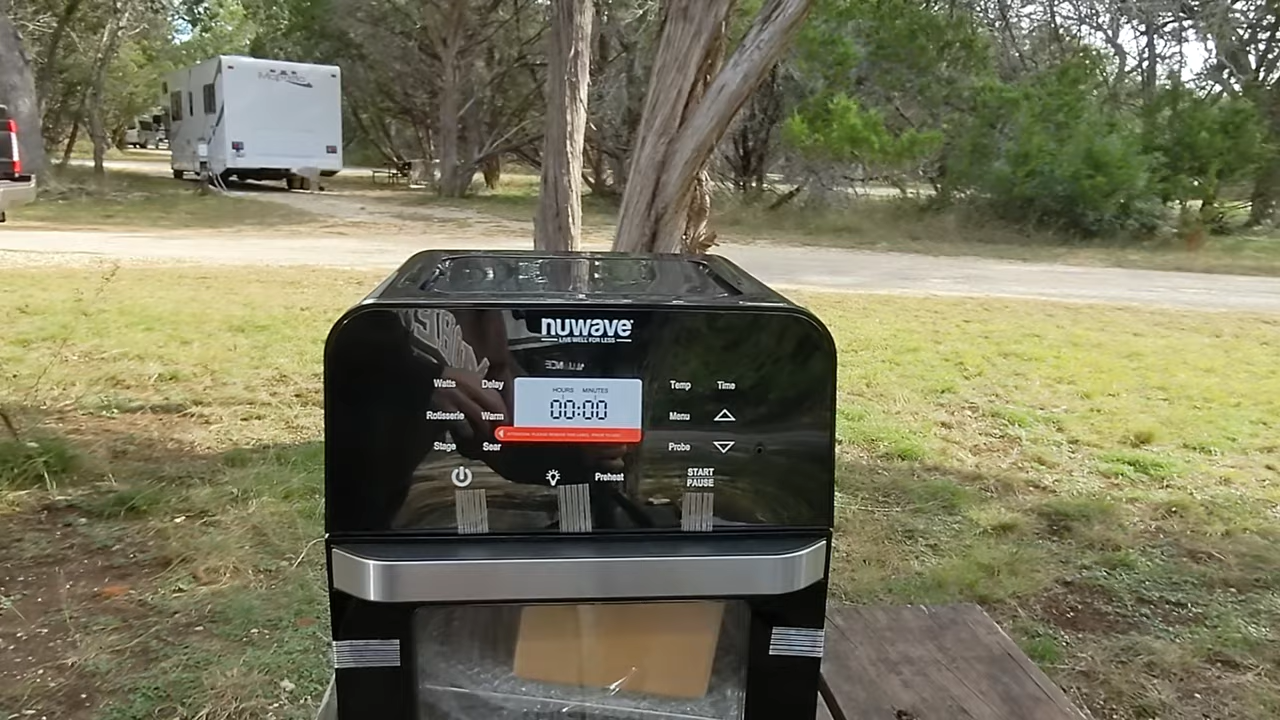 Majestic
nuwave®
LIVE WELL FOR LESS
Watts
Delay
HOURS
MINUTES
Temp
Time
00:00
Rotisserie
Warm
Menu
Stage
Sear
Probe
Preheat
START
PAUSE